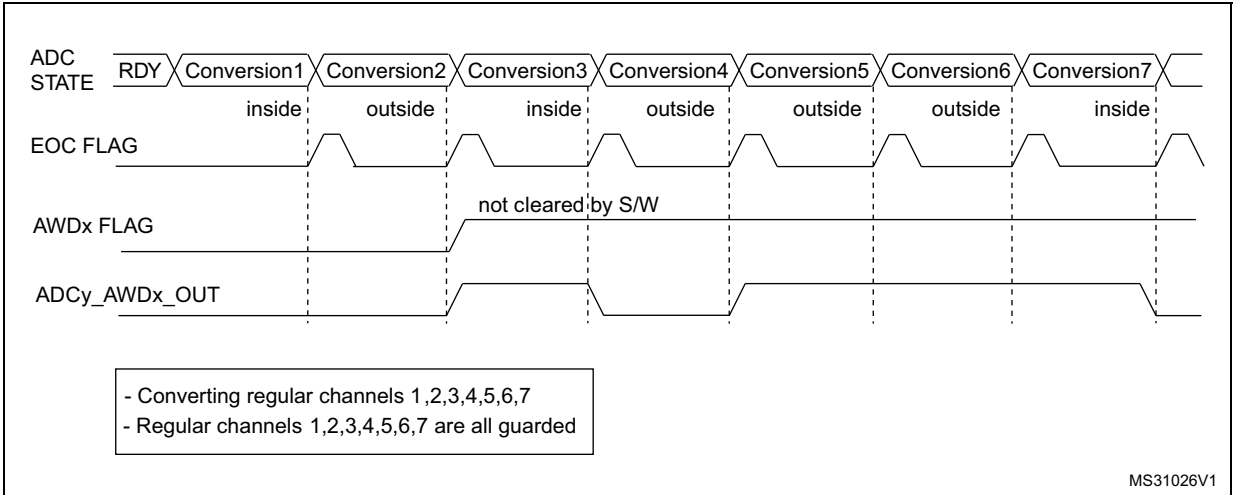 ADC
STATE
RDY Conversion1 Conversion2 Conversion3 Conversion4 Conversion5 Conversion6 Conversion7
inside outside inside outside outside outside inside
EOC FLAG
not cleared by S/W
AWDx FLAG
ADCy_AWDx_OUT
- Converting regular channels 1,2,3,4,5,6,7
- Regular channels 1,2,3,4,5,6,7 are all guarded
MS31026V1